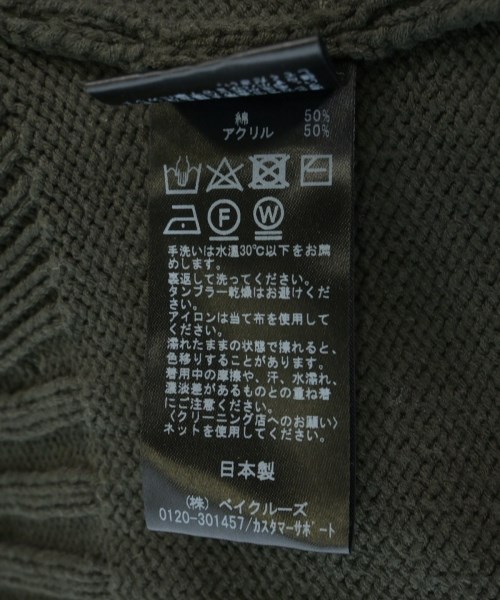 綿 50%
アクリル 50%
手洗いは水温30℃以下をお薦
めします。
裏返して洗ってください。
タンブラー乾燥はお避けくだ
さい。
アイロンは当て布を使用して
ください。
濡れたままの状態で擦れると、
色移りすることがあります。
着用中の摩擦や、汗、水濡れ、
濃淡差があるものとの重ね着
にご注意ください。
〈クリーニング店へのお願い〉
ネットを使用してください。
日本製
(株) ベイクルーズ
0120-301457/カスタマーサポート